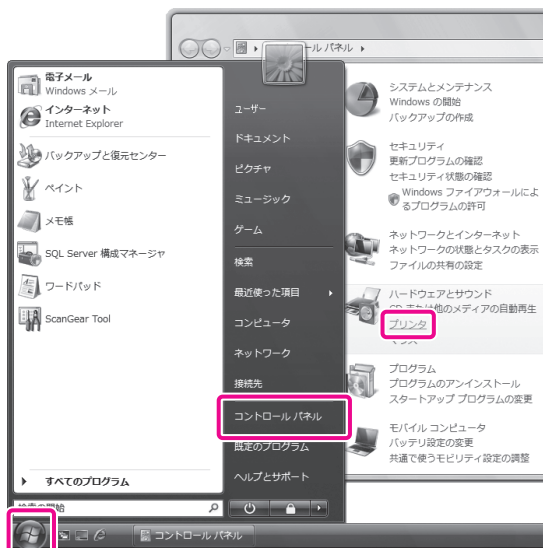 ールパネル
電子メール
Windows メール
インターネット
Internet Explorer
バックアップと復元センター
ペイント
メモ帳
SQL Server 構成マネージャ
ワードパッド
ScanGear Tool
すべてのプログラム
ユーザー
ドキュメント
ピクチャ
ミュージック
ゲーム
検索
最近使った項目
コンピュータ
ネットワーク
接続先
コントロール パネル
既定のプログラム
ヘルプとサポート
システムとメンテナンス
Windows の開始
バックアップの作成
セキュリティ
更新プログラムの確認
セキュリティ状態の確認
Windows ファイアウォールによ
るプログラムの許可
ネットワークとインターネット
ネットワークの状態とタスクの表示
ファイルの共有の設定
ハードウェアとサウンド
CD または他のメディアの自動再生
プリンタ
プログラム
プログラムのアンインストール
スタートアップ プログラムの変更
モバイル コンピュータ
バッテリ設定の変更
共通で使うモビリティ設定の調整
コントロール パネル